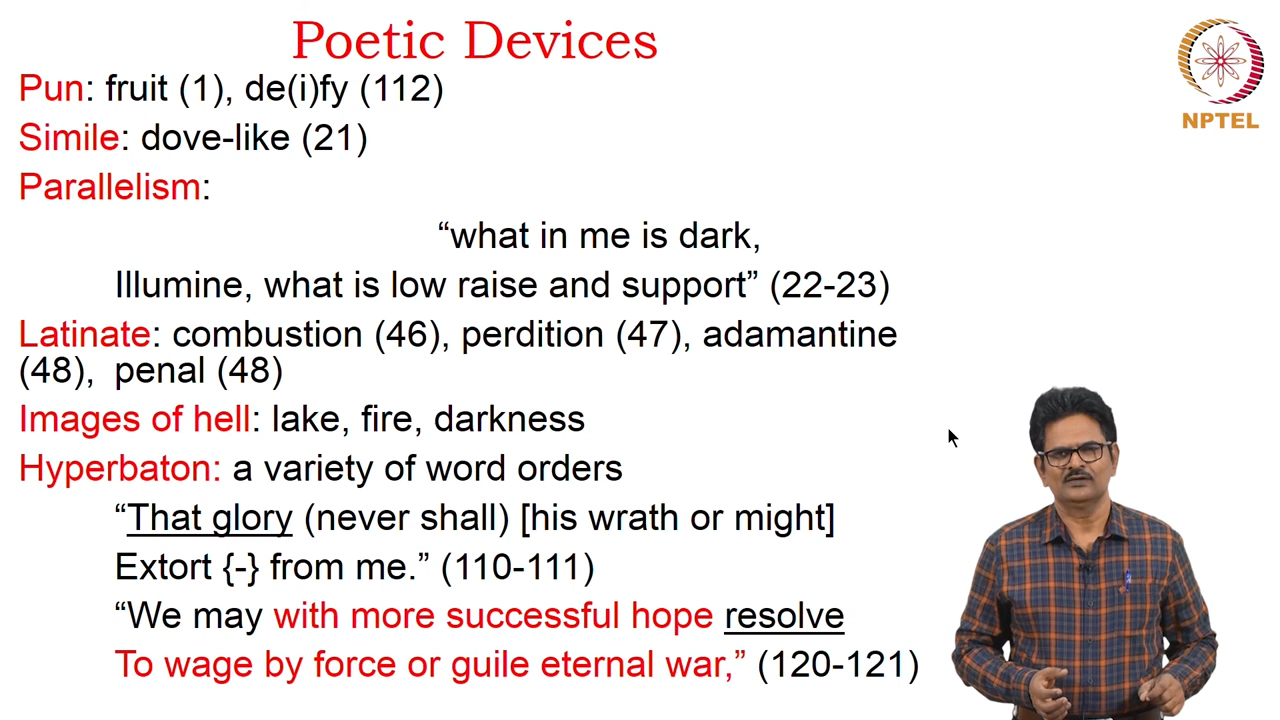 Poetic Devices
NPTEL
Pun: fruit (1), de(i)fy (112)
Simile: dove-like (21)
Parallelism:
“what in me is dark,
Illumine, what is low raise and support” (22-23)
Latinate: combustion (46), perdition (47), adamantine
(48), penal (48)
Images of hell: lake, fire, darkness
Hyperbaton: a variety of word orders
“That glory (never shall) [his wrath or might]
Extort {-} from me.” (110-111)
“We may with more successful hope resolve
To wage by force or guile eternal war,” (120-121)